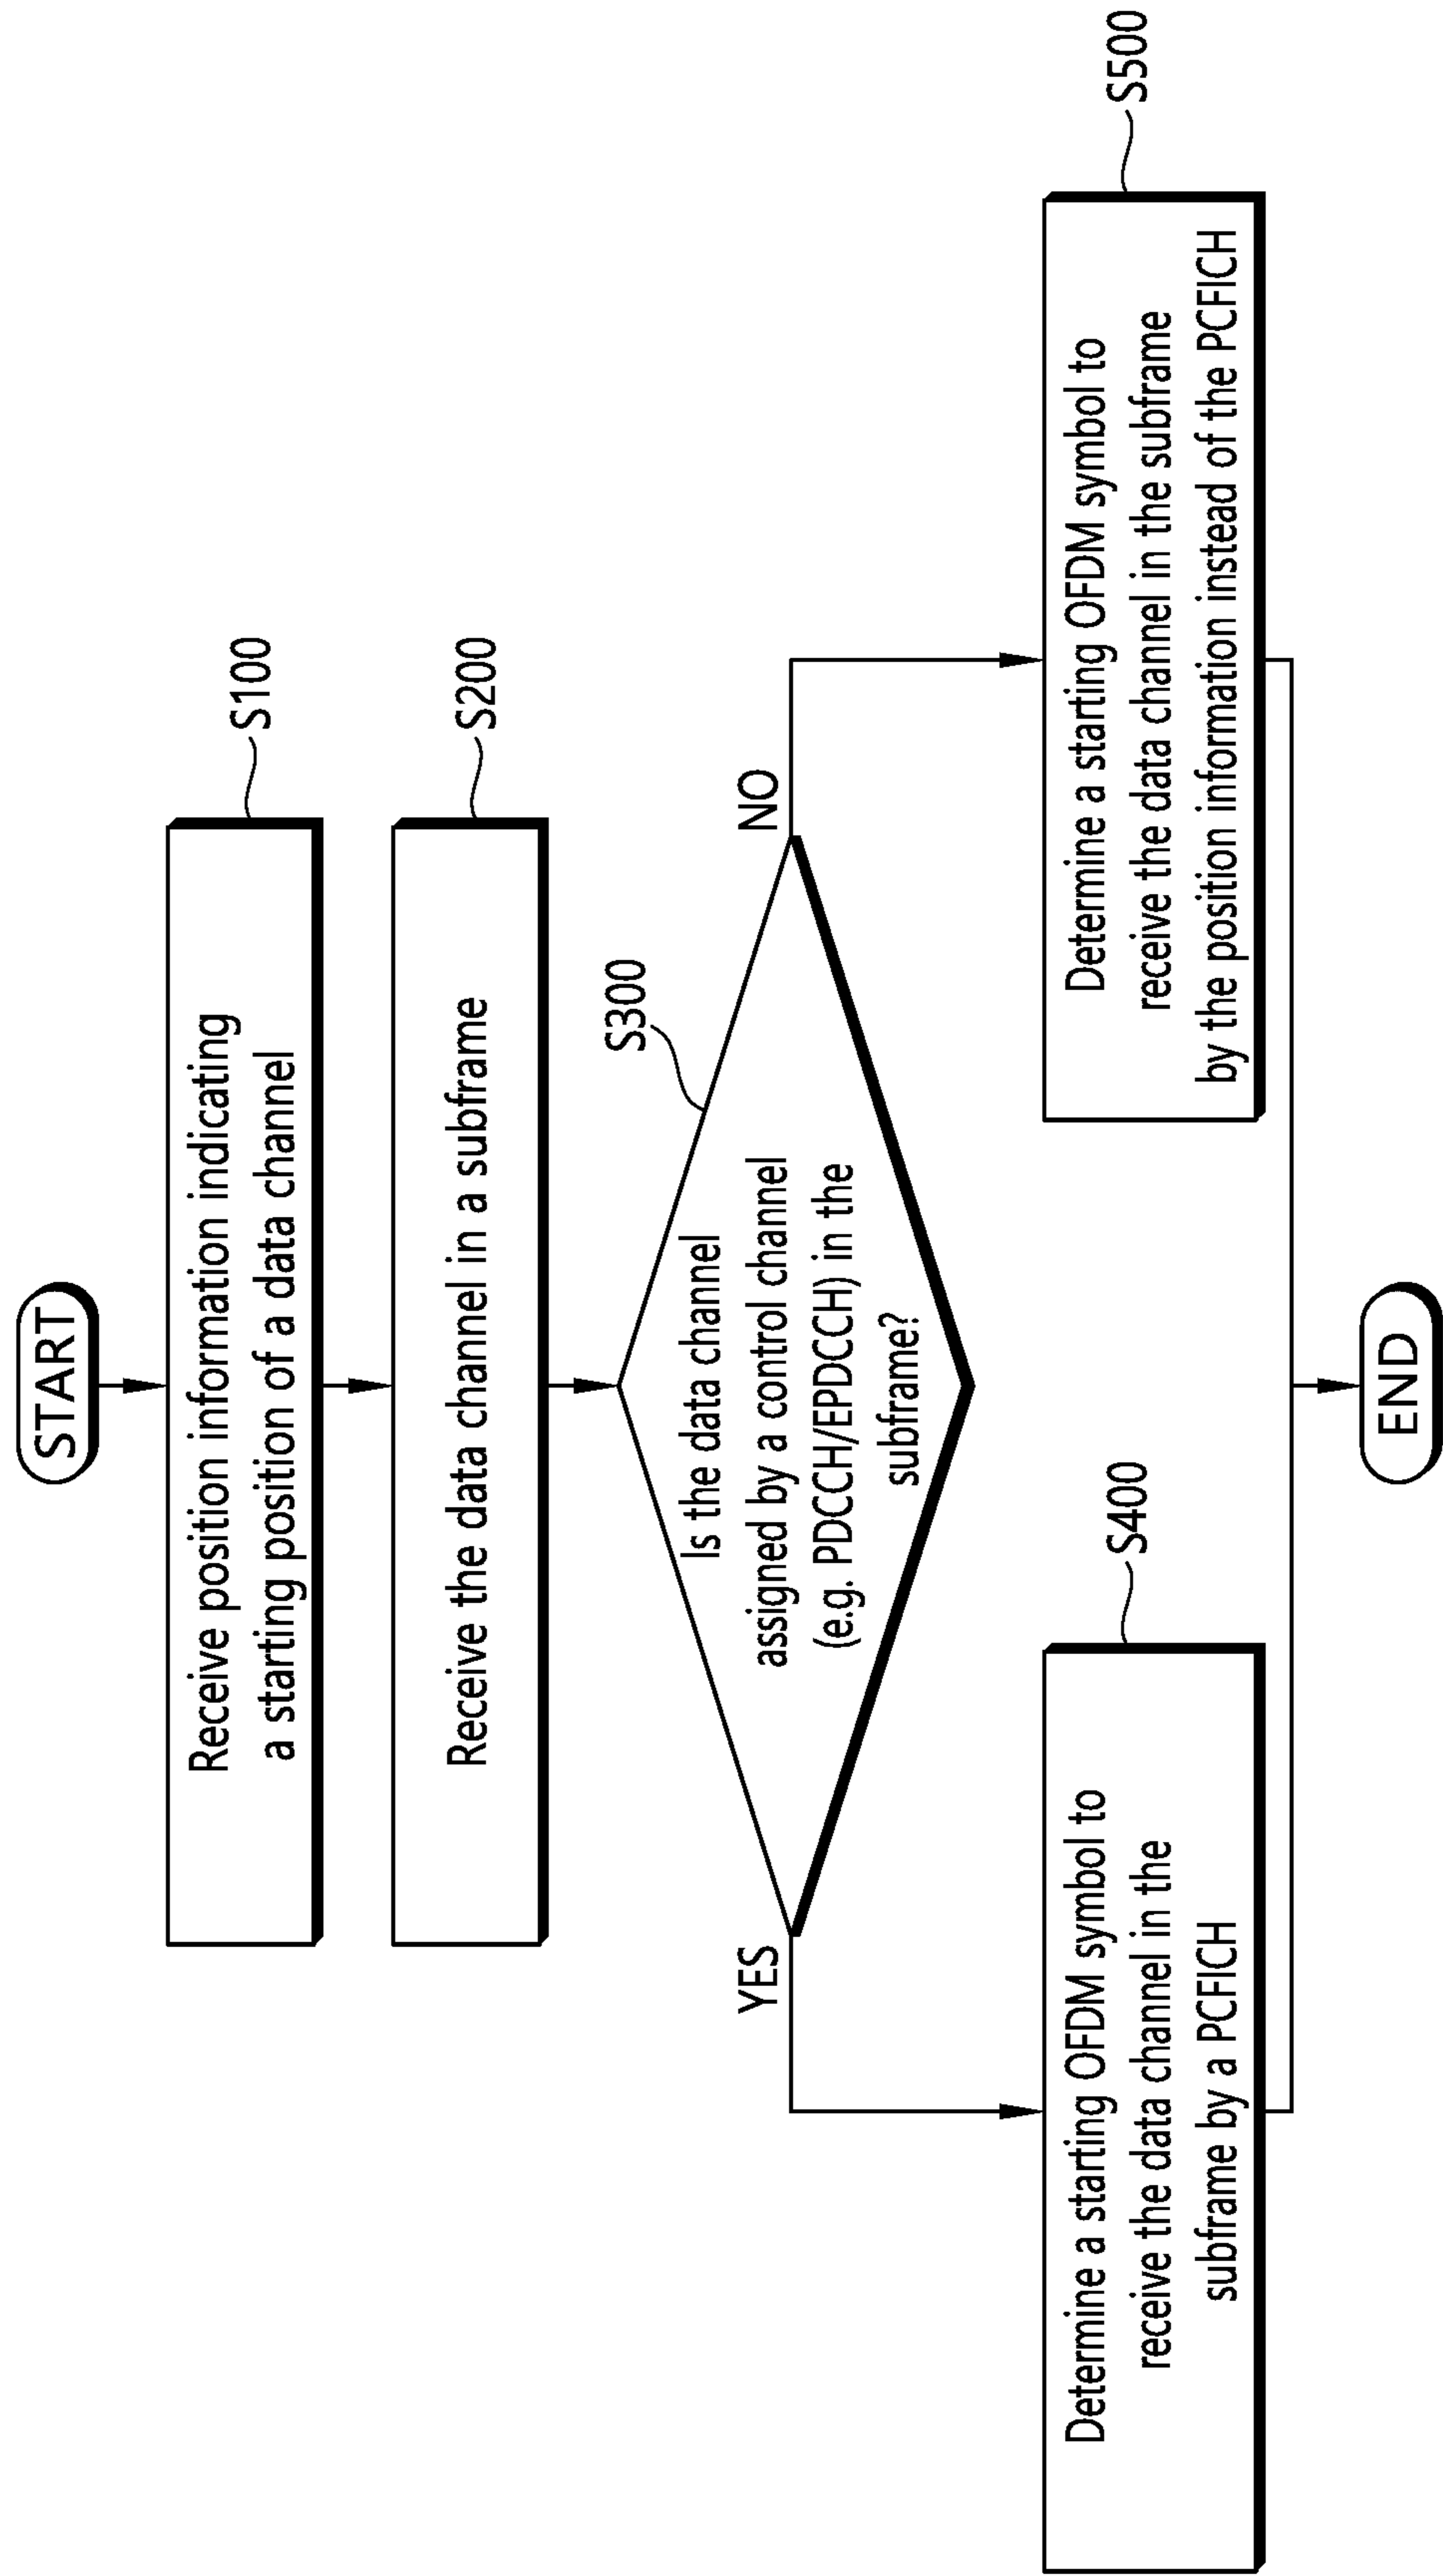 START
Receive position information indicating
a starting position of a data channel
S100
Receive the data channel in a subframe
S200
S300
Is the data channel
assigned by a control channel
(e.g. PDCCH/EPDCCH) in the
subframe?
YES
NO
S400
Determine a starting OFDM symbol to
receive the data channel in the
subframe by a PCFICH
S500
Determine a starting OFDM symbol to
receive the data channel in the subframe
by the position information instead of the PCFICH
END